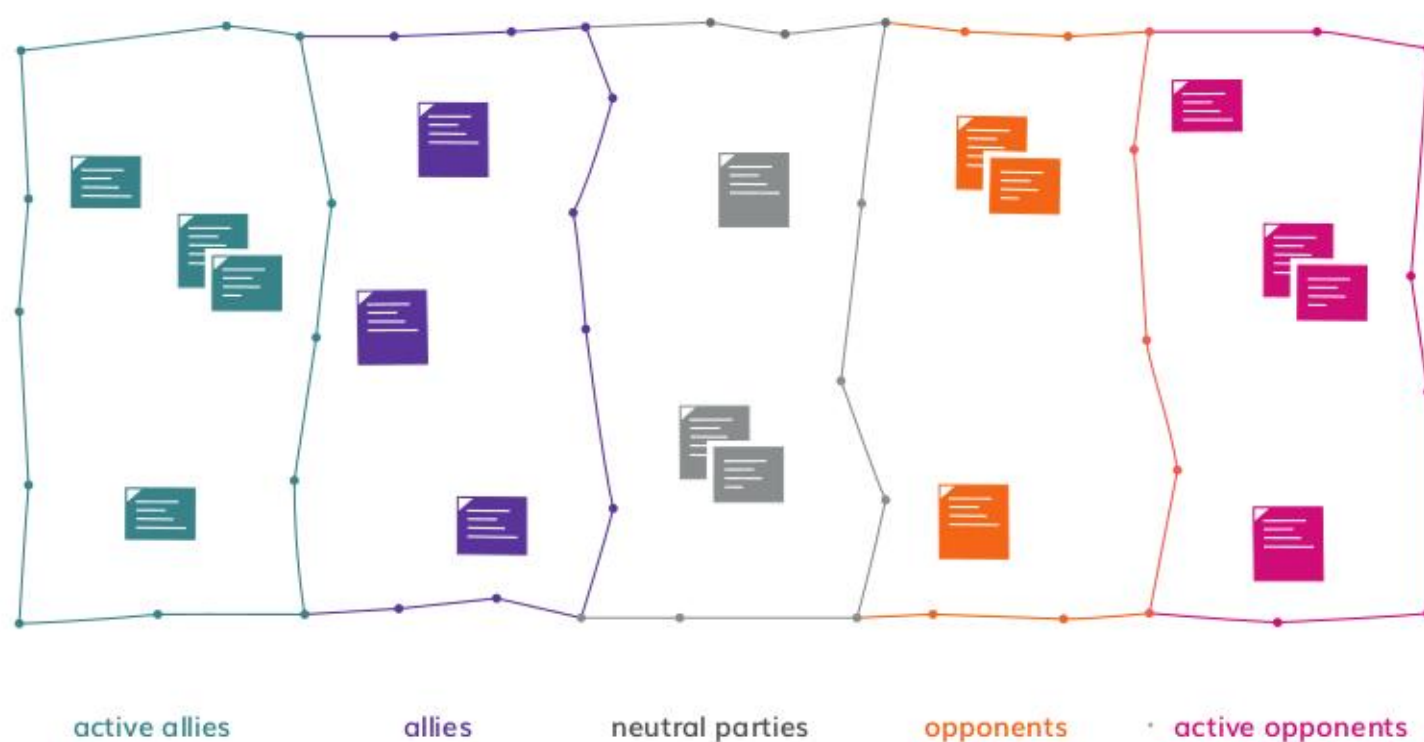 active allies
allies
neutral parties
opponents
active opponents